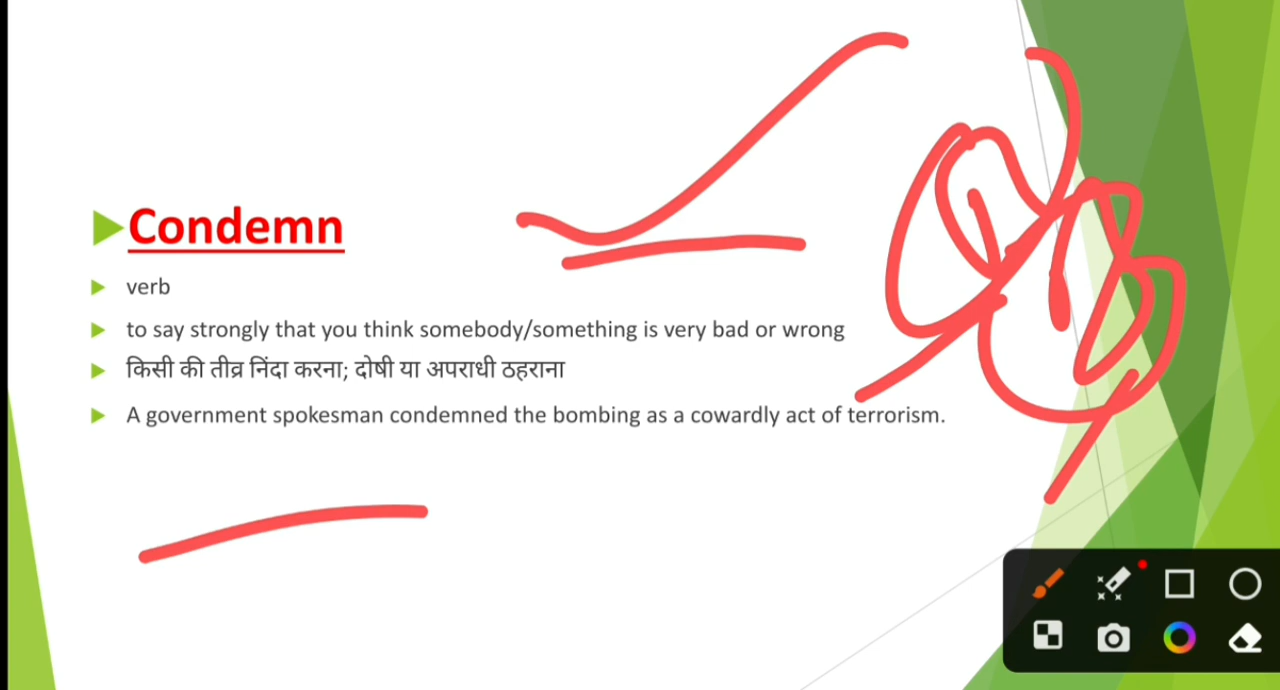 Condemn
verb
to say strongly that you think somebody/something is very bad or wrong
किसी की तीव्र निंदा करना; दोषी या अपराधी ठहराना
A government spokesman condemned the bombing as a cowardly act of terrorism.